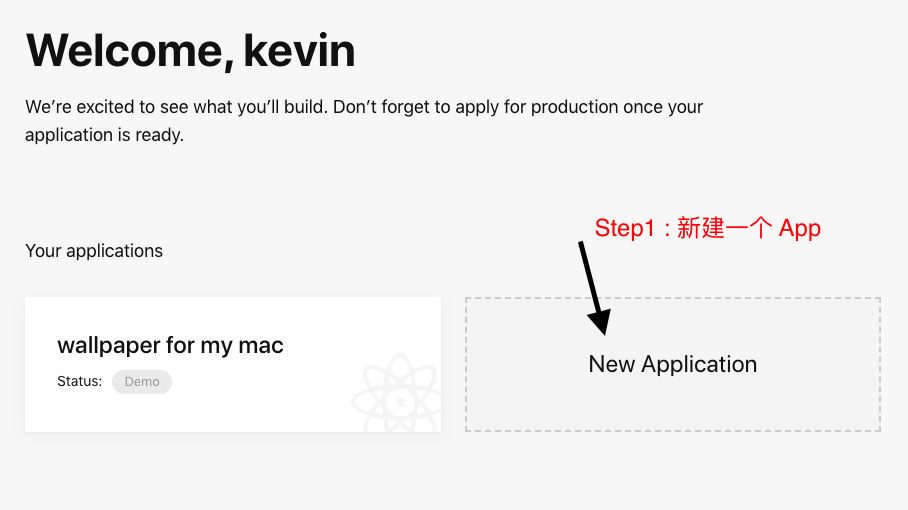 Welcome, kevin
We’re excited to see what you’ll build. Don’t forget to apply for production once your
application is ready.
Step1：新建一个 App
Your applications
wallpaper for my mac
Status: Demo
New Application